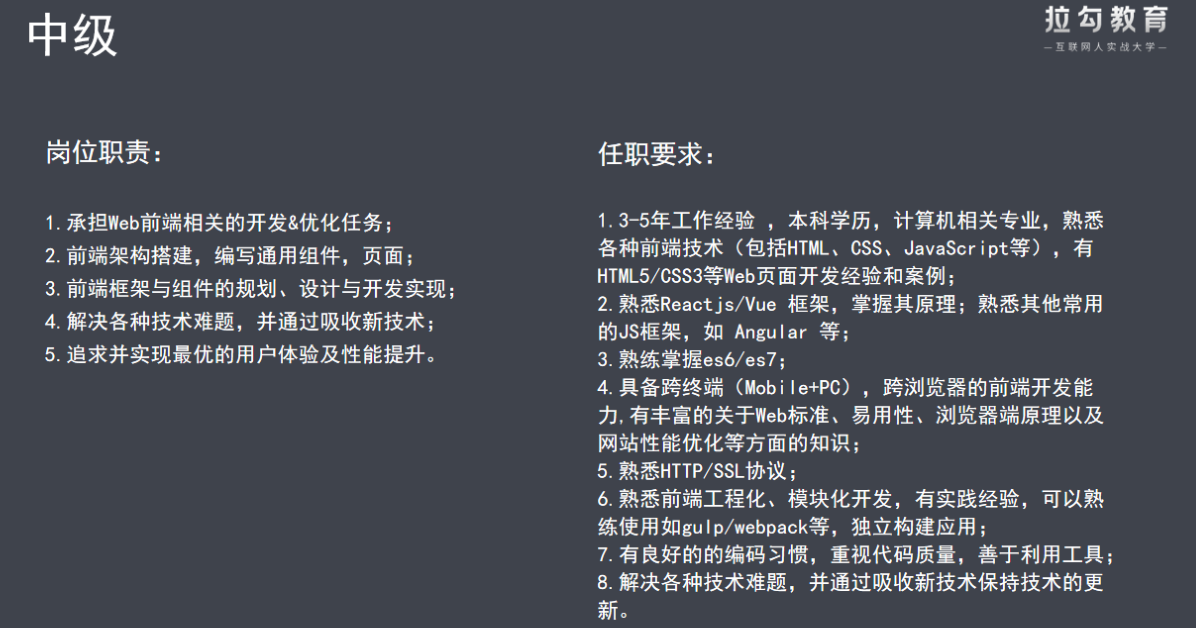 中级
拉勾教育
—互联网人实战大学—
岗位职责：
1.承担Web前端相关的开发&优化任务；
2.前端架构搭建，编写通用组件，页面；
3.前端框架与组件的规划、设计与开发实现；
4.解决各种技术难题，并通过吸收新技术；
5.追求并实现最优的用户体验及性能提升。
任职要求：
1.3-5年工作经验 ，本科学历，计算机相关专业，熟悉
各种前端技术（包括HTML、CSS、JavaScript等），有
HTML5/CSS3等Web页面开发经验和案例；
2.熟悉Reactjs/Vue 框架，掌握其原理；熟悉其他常用
的JS框架，如 Angular 等；
3.熟练掌握es6/es7；
4.具备跨终端（Mobile+PC），跨浏览器的前端开发能
力,有丰富的关于Web标准、易用性、浏览器端原理以及
网站性能优化等方面的知识；
5.熟悉HTTP/SSL协议；
6.熟悉前端工程化、模块化开发，有实践经验，可以熟
练使用如gulp/webpack等，独立构建应用；
7.有良好的的编码习惯，重视代码质量，善于利用工具；
8.解决各种技术难题，并通过吸收新技术保持技术的更
新。